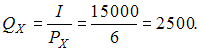 Q_X = I / P_X = 15000 / 6 = 2500.